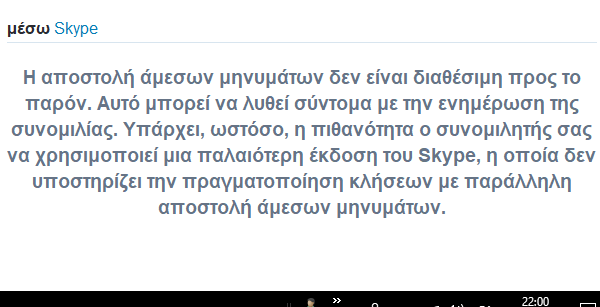 μέσω Skype
Η αποστολή άμεσων μηνυμάτων δεν είναι διαθέσιμη προς το
παρόν. Αυτό μπορεί να λυθεί σύντομα με την ενημέρωση της
συνομιλίας. Υπάρχει, ωστόσο, η πιθανότητα ο συνομιλητής σας
να χρησιμοποιεί μια παλαιότερη έκδοση του Skype, η οποία δεν
υποστηρίζει την πραγματοποίηση κλήσεων με παράλληλη
αποστολή άμεσων μηνυμάτων.
22:00